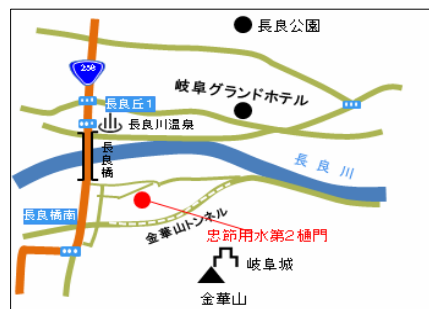 長良公園
256
岐阜グランドホテル
長良丘1
長良川温泉
長良橋
長良川
長良橋南
金華山トンネル
忠節用水第2樋門
岐阜城
金華山